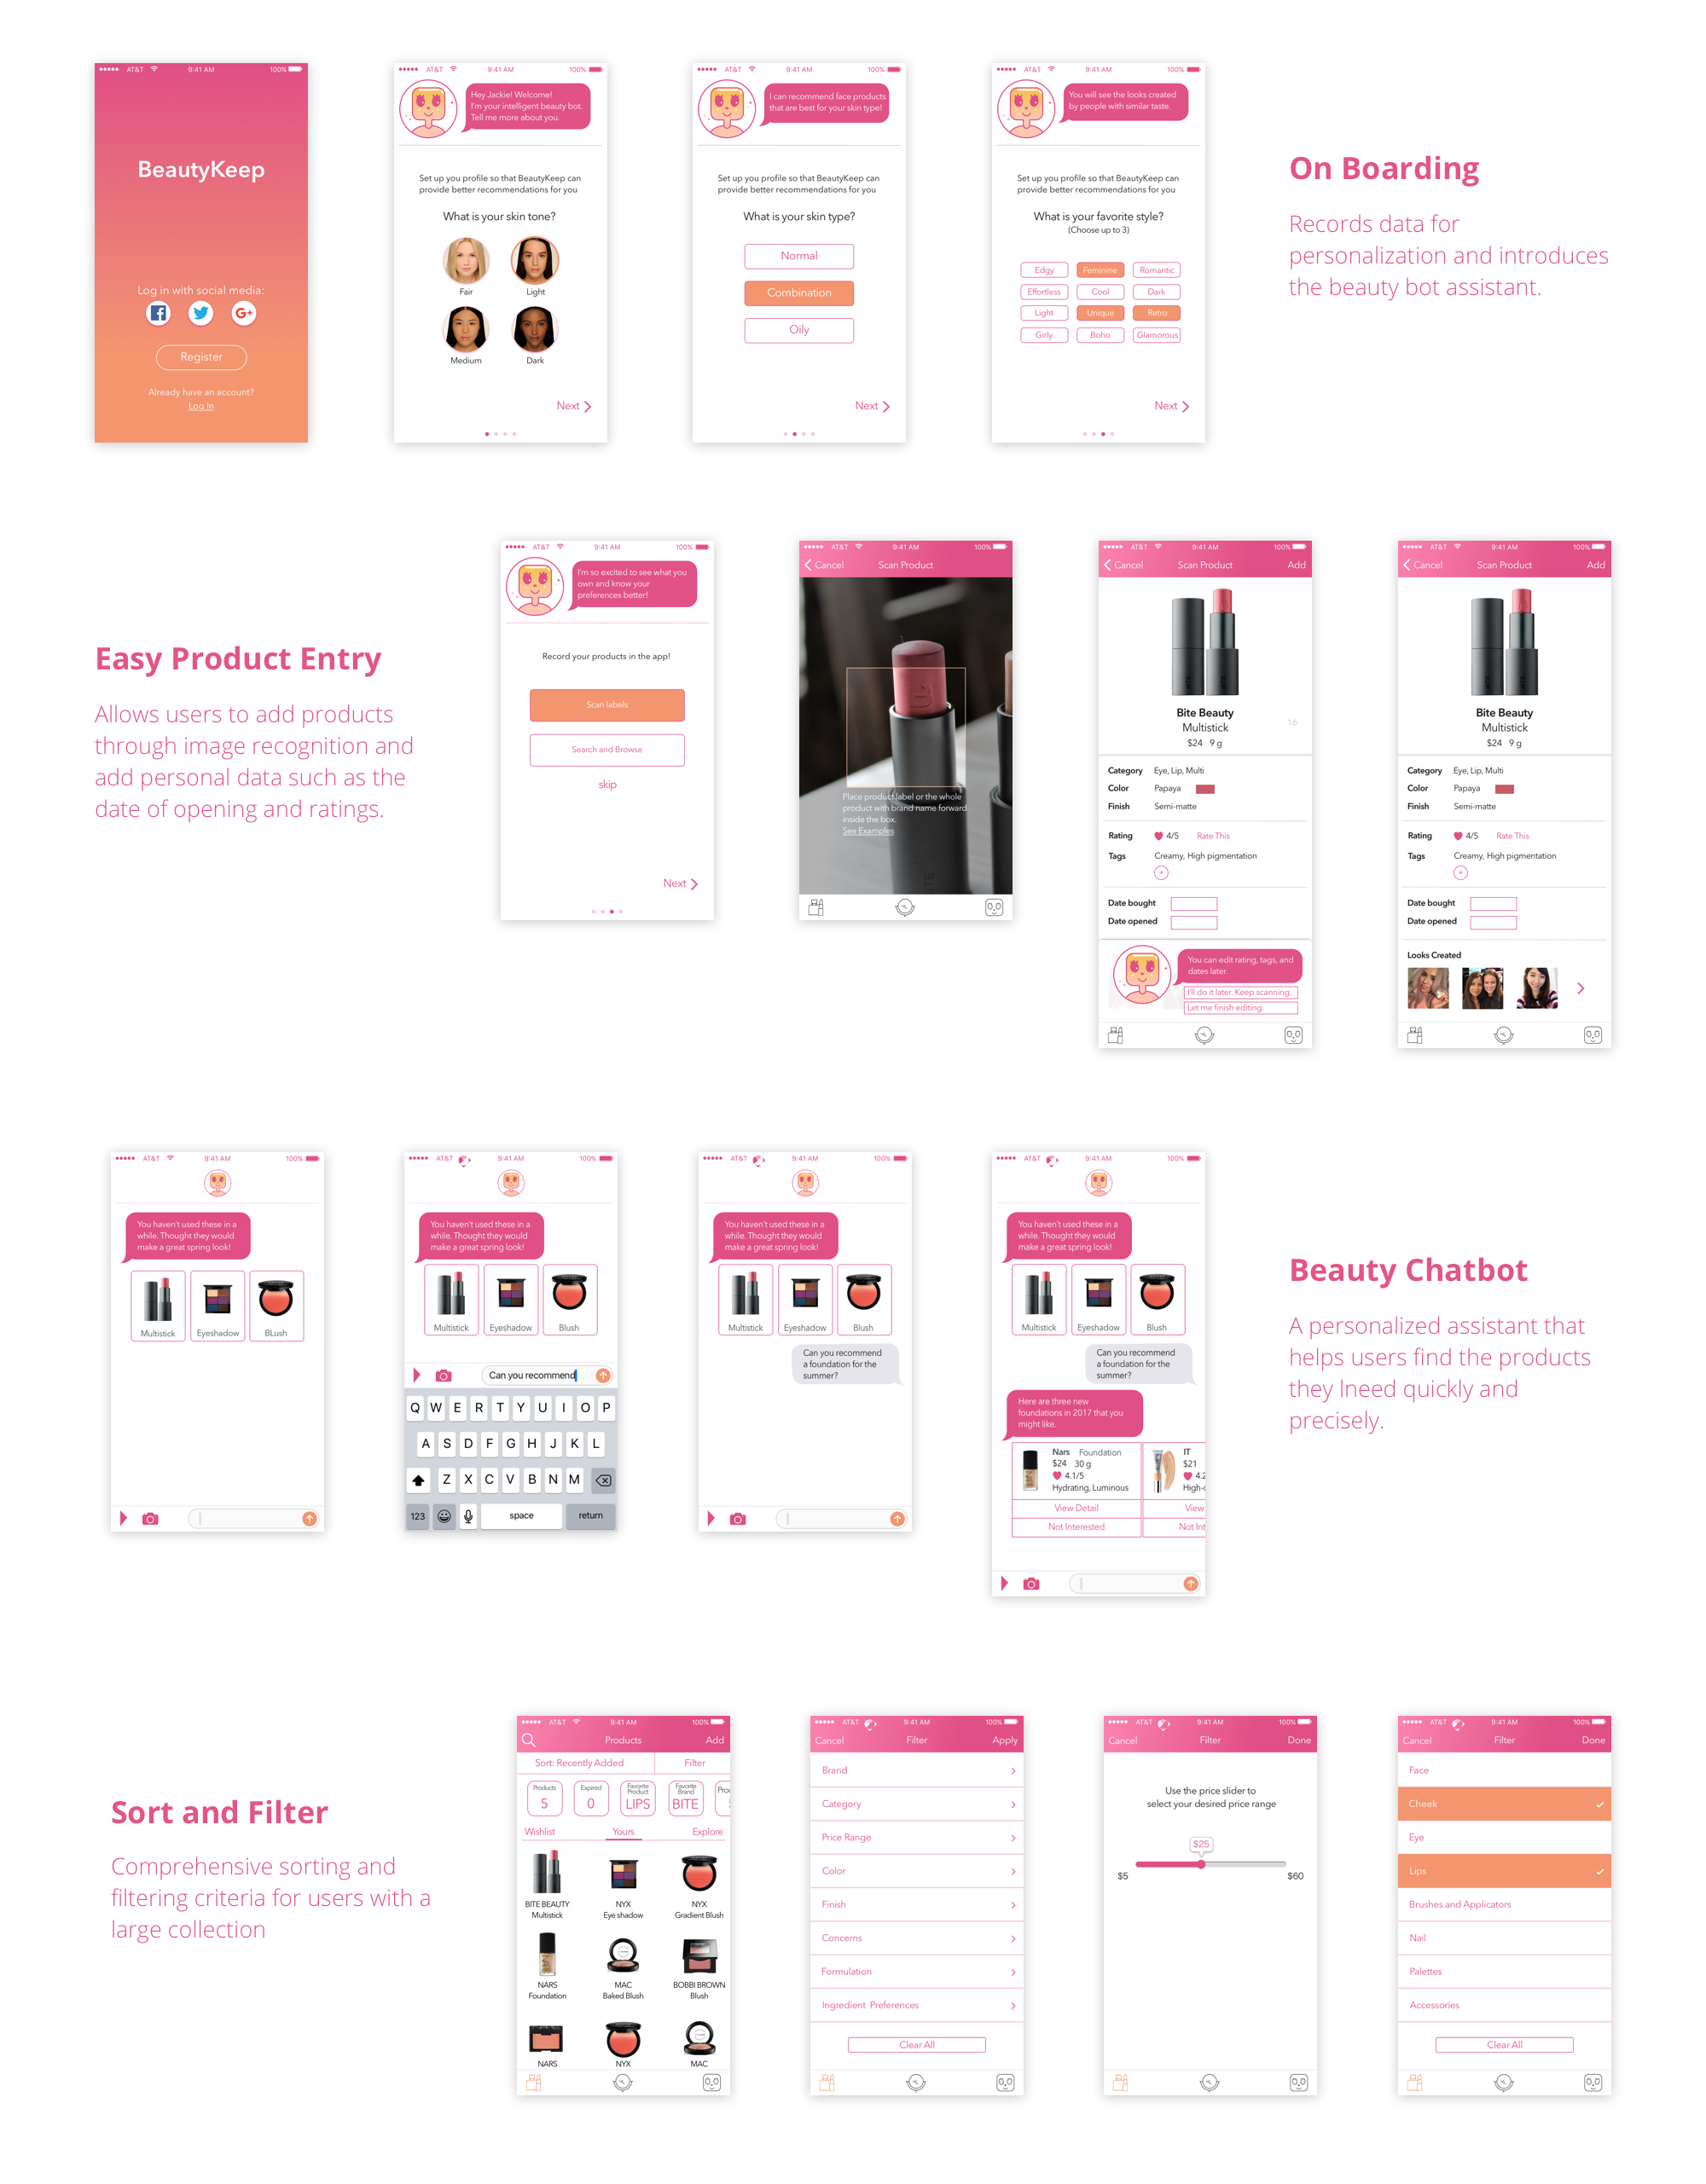 AT&T 9:41 AM 100%
BeautyKeep
Log in with social media:
G+
Register
Already have an account?
Log In
AT&T 9:41 AM 100%
Hey Jackie! Welcome!
I'm your intelligent beauty bot.
Tell me more about you.
Set up you profile so that BeautyKeep can
provide better recommendations for you
What is your skin tone?
Fair Light
Medium Dark
Next
AT&T 9:41 AM 100%
I can recommend face products
that are best for your skin type!
Set up you profile so that BeautyKeep can
provide better recommendations for you
What is your skin type?
Normal
Combination
Oily
Next
AT&T 9:41 AM 100%
You will see the looks created
by people with similar taste.
Set up you profile so that BeautyKeep can
provide better recommendations for you
What is your favorite style?
(Choose up to 3)
Edgy Feminine Romantic
Effortless Cool Dark
Light Unique Retro
Girly Boho Glamorous
Next
On Boarding
Records data for
personalization and introduces
the beauty bot assistant.
Easy Product Entry
Allows users to add products
through image recognition and
add personal data such as the
date of opening and ratings.
AT&T 9:41 AM 100%
I'm so excited to see what you
own and know your
preferences better!
Record your products in the app!
Scan labels
Search and Browse
skip
Next
AT&T 9:41 AM 100%
Cancel Scan Product
Place product label or the whole
product with brand name forward
inside the box.
See Examples
AT&T 9:41 AM 100%
Cancel Scan Product Add
Bite Beauty
Multistick
16
$24 9 g
Category Eye, Lip, Multi
Color Papaya
Finish Semi-matte
Rating 4/5 Rate This
Tags Creamy, High pigmentation
+
Date bought
Date opened
You can edit rating, tags, and
dates later.
I'll do it later. Keep scanning.
Let me finish editing.
AT&T 9:41 AM 100%
Cancel Scan Product Add
Bite Beauty
Multistick
$24 9 g
Category Eye, Lip, Multi
Color Papaya
Finish Semi-matte
Rating 4/5 Rate This
Tags Creamy, High pigmentation
+
Date bought
Date opened
Looks Created
AT&T 9:41 AM 100%
You haven't used these in a
while. Thought they would
make a great spring look!
Multistick Eyeshadow BLush
AT&T 9:41 AM 100%
You haven't used these in a
while. Thought they would
make a great spring look!
Multistick Eyeshadow Blush
Can you recommend
Q W E R T Y U I O P
A S D F G H J K L
Z X C V B N M
123 space return
AT&T 9:41 AM 100%
You haven't used these in a
while. Thought they would
make a great spring look!
Multistick Eyeshadow Blush
Can you recommend
a foundation for the
summer?
AT&T 9:41 AM 100%
You haven't used these in a
while. Thought they would
make a great spring look!
Multistick Eyeshadow Blush
Can you recommend
a foundation for the
summer?
Here are three new
foundations in 2017 that you
might like.
Nars Foundation IT
$24 30 g $21
4.1/5 4.2
Hydrating, Luminous High-
View Detail View
Not Interested Not Int
Beauty Chatbot
A personalized assistant that
helps users find the products
they lneed quickly and
precisely.
Sort and Filter
Comprehensive sorting and
filtering criteria for users with a
large collection
AT&T 9:41 AM 100%
Products Add
Sort: Recently Added Filter
Products Expired Favorite Product Favorite Brand Proc
5 0 LIPS BITE
Wishlist Yours Explore
BITE BEAUTY NYX NYX
Multistick Eye shadow Gradient Blush
NARS MAC BOBBI BROWN
Foundation Baked Blush Blush
NARS NYX MAC
AT&T 9:41 AM 100%
Cancel Filter Apply
Brand
Category
Price Range
Color
Finish
Concerns
Formulation
Ingredient Preferences
Clear All
AT&T 9:41 AM 100%
Cancel Filter Done
Use the price slider to
select your desired price range
$25
$5 $60
AT&T 9:41 AM 100%
Cancel Filter Done
Face
Cheek
Eye
Lips
Brushes and Applicators
Nail
Palettes
Accessories
Clear All